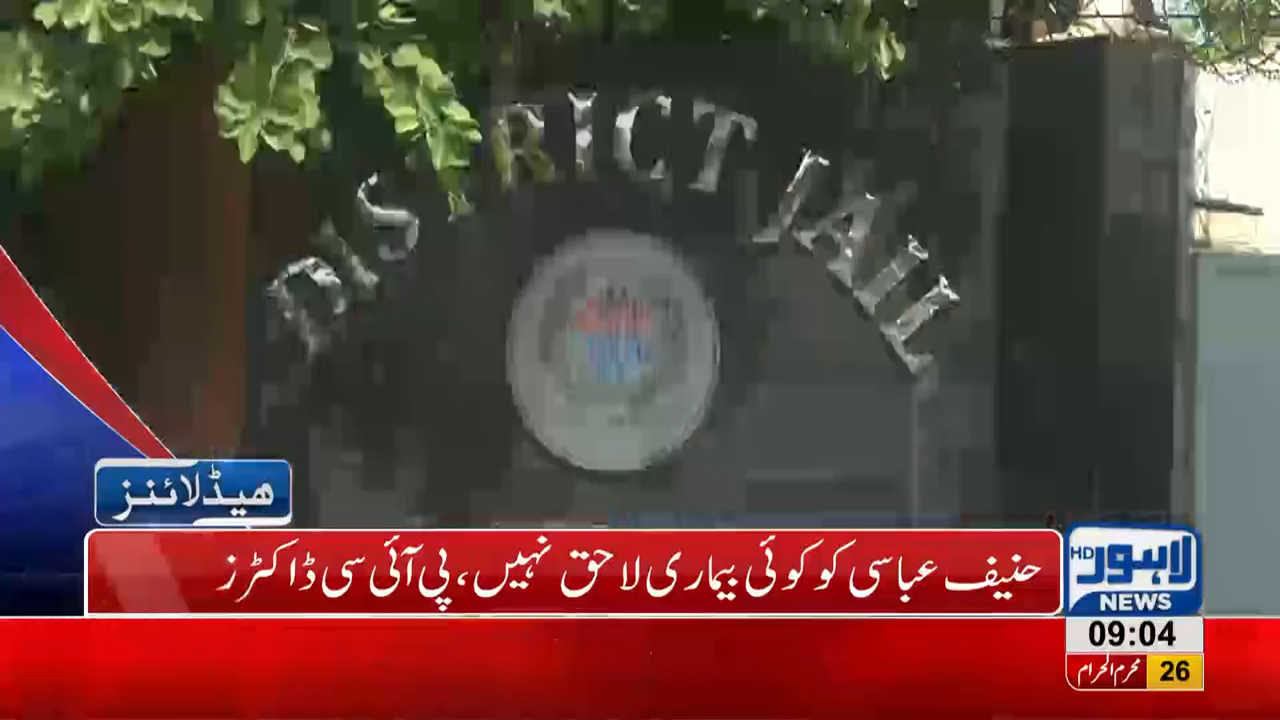 DISTRICT JAIL
ھیڈلائنز
حنیف عباسی کو کوئی بیماری لاحق نہیں، پی آئی سی ڈاکٹرز
لاہور HD
NEWS
09:04
26 محرم الحرام